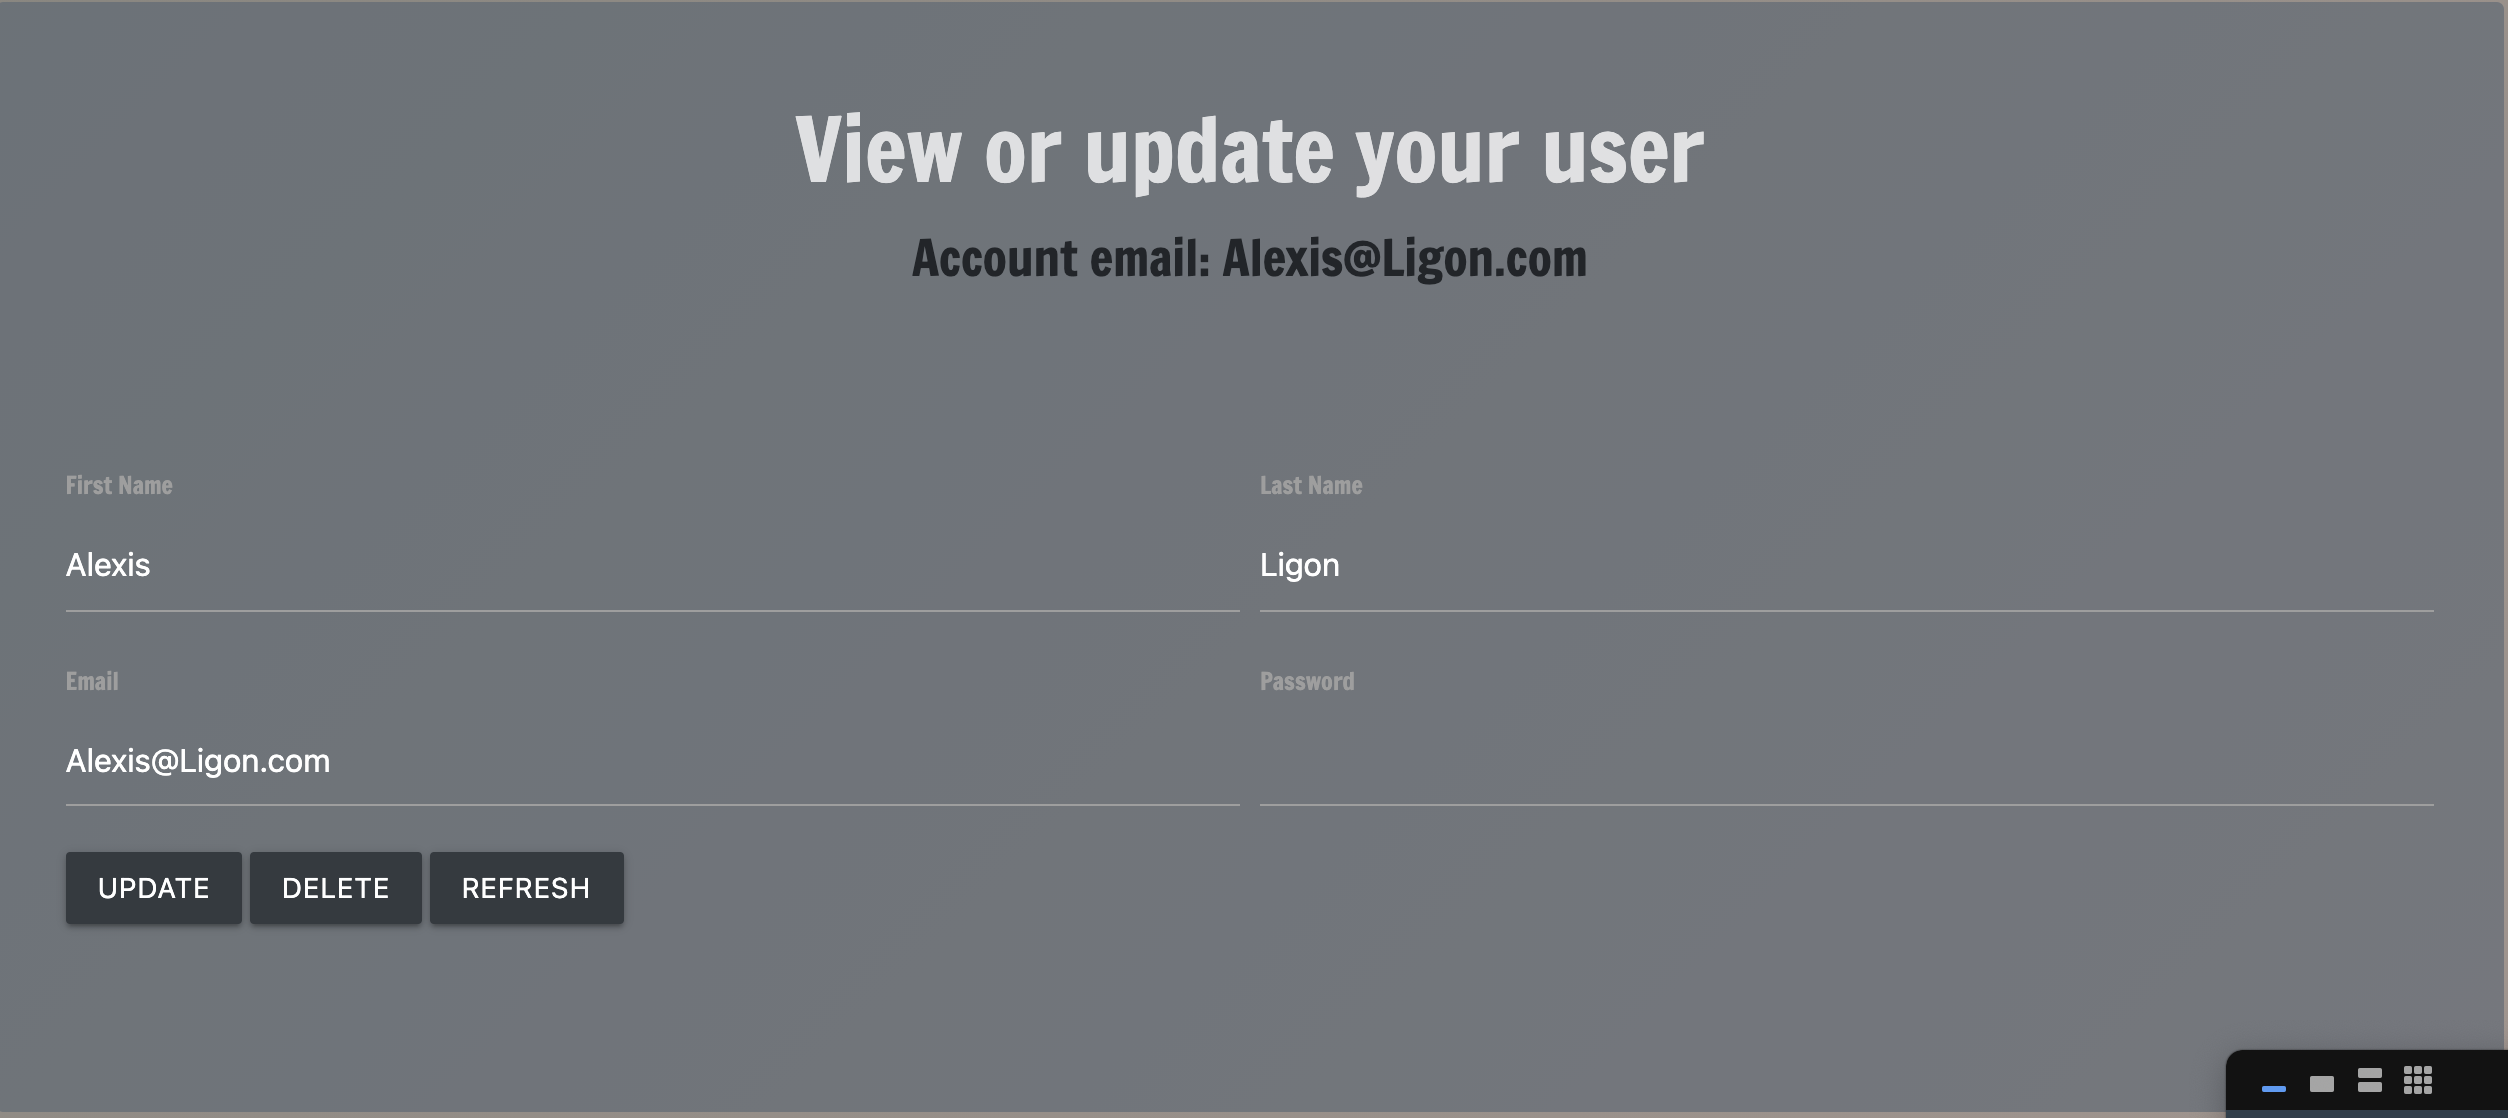 View or update your user
Account email: Alexis@Ligon.com
First Name
Last Name
Alexis
Ligon
Email
Password
Alexis@Ligon.com
UPDATE
DELETE
REFRESH